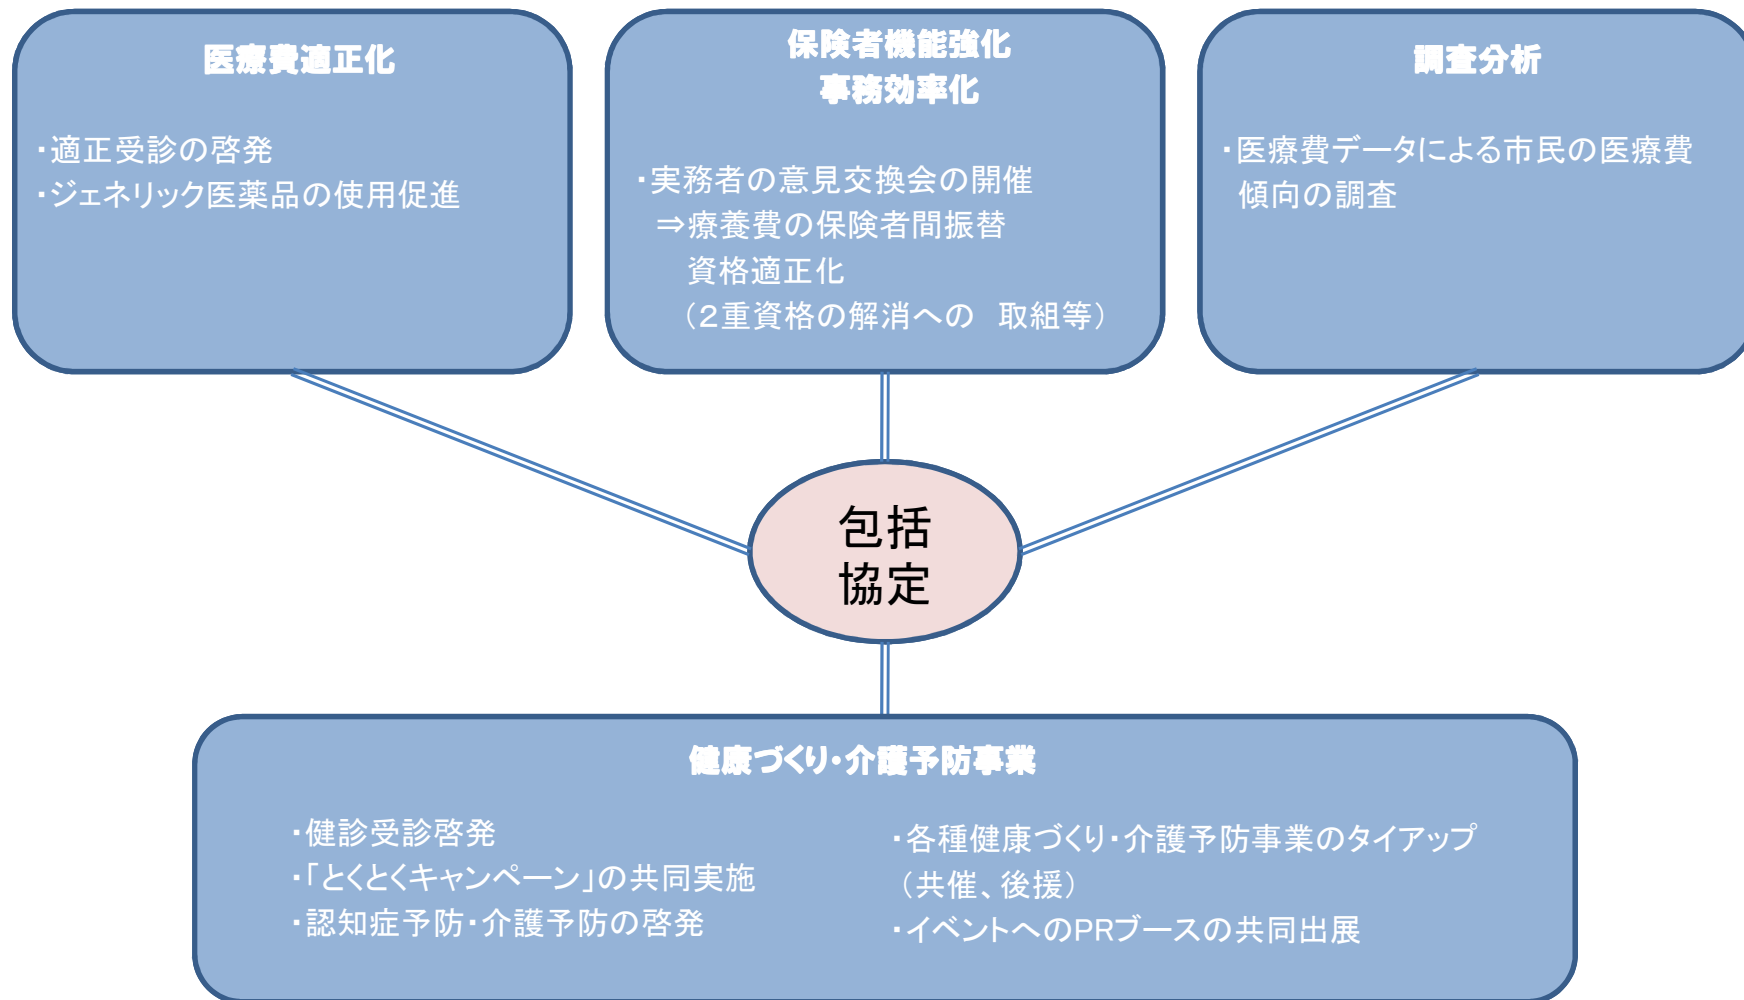 医療費適正化
・適正受診の啓発
・ジェネリック医薬品の使用促進
保険者機能強化
事務効率化
・実務者の意見交換会の開催
⇒療養費の保険者間振替
資格適正化
（２重資格の解消への　取組等）
調査分析
・医療費データによる市民の医療費
傾向の調査
包括
協定
健康づくり・介護予防事業
・健診受診啓発
・「とくとくキャンペーン」の共同実施
・認知症予防・介護予防の啓発
・各種健康づくり・介護予防事業のタイアップ
（共催、後援）
・イベントへのPRブースの共同出展